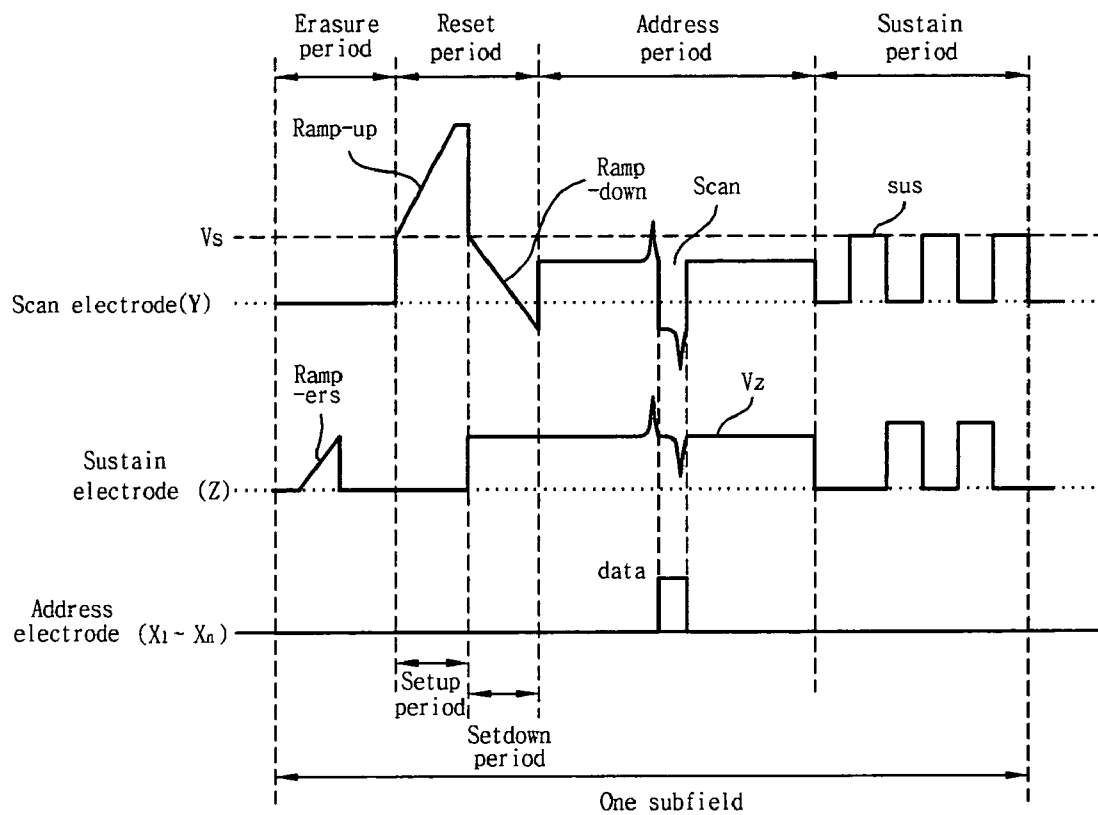 Erasure
period
Reset
period
Address
period
Sustain
period
Ramp-up
Ramp
-down
Scan
sus
Vs
Scan electrode(Y)
Ramp
-ers
Vz
Sustain
electrode (Z)
data
Address
electrode (X1 ~ Xn)
Setup
period
Setdown
period
One subfield